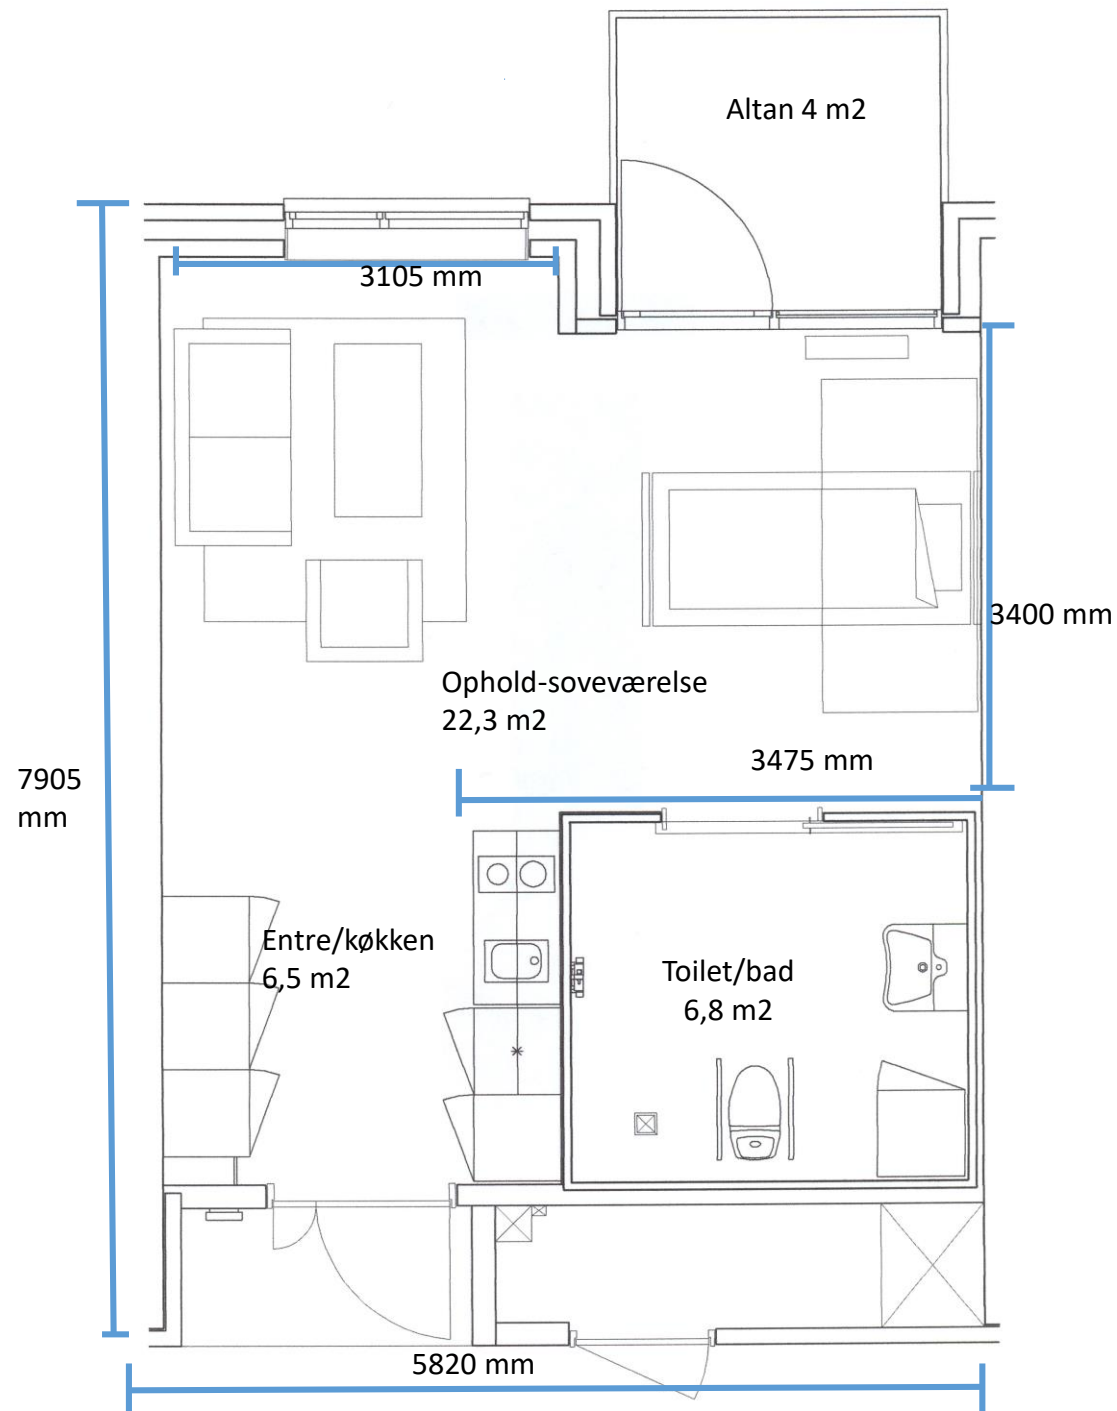 Altan 4 m2
3105 mm
3400 mm
Ophold-soveværelse
22,3 m2
3475 mm
7905
mm
Entre/køkken
6,5 m2
Toilet/bad
6,8 m2
5820 mm